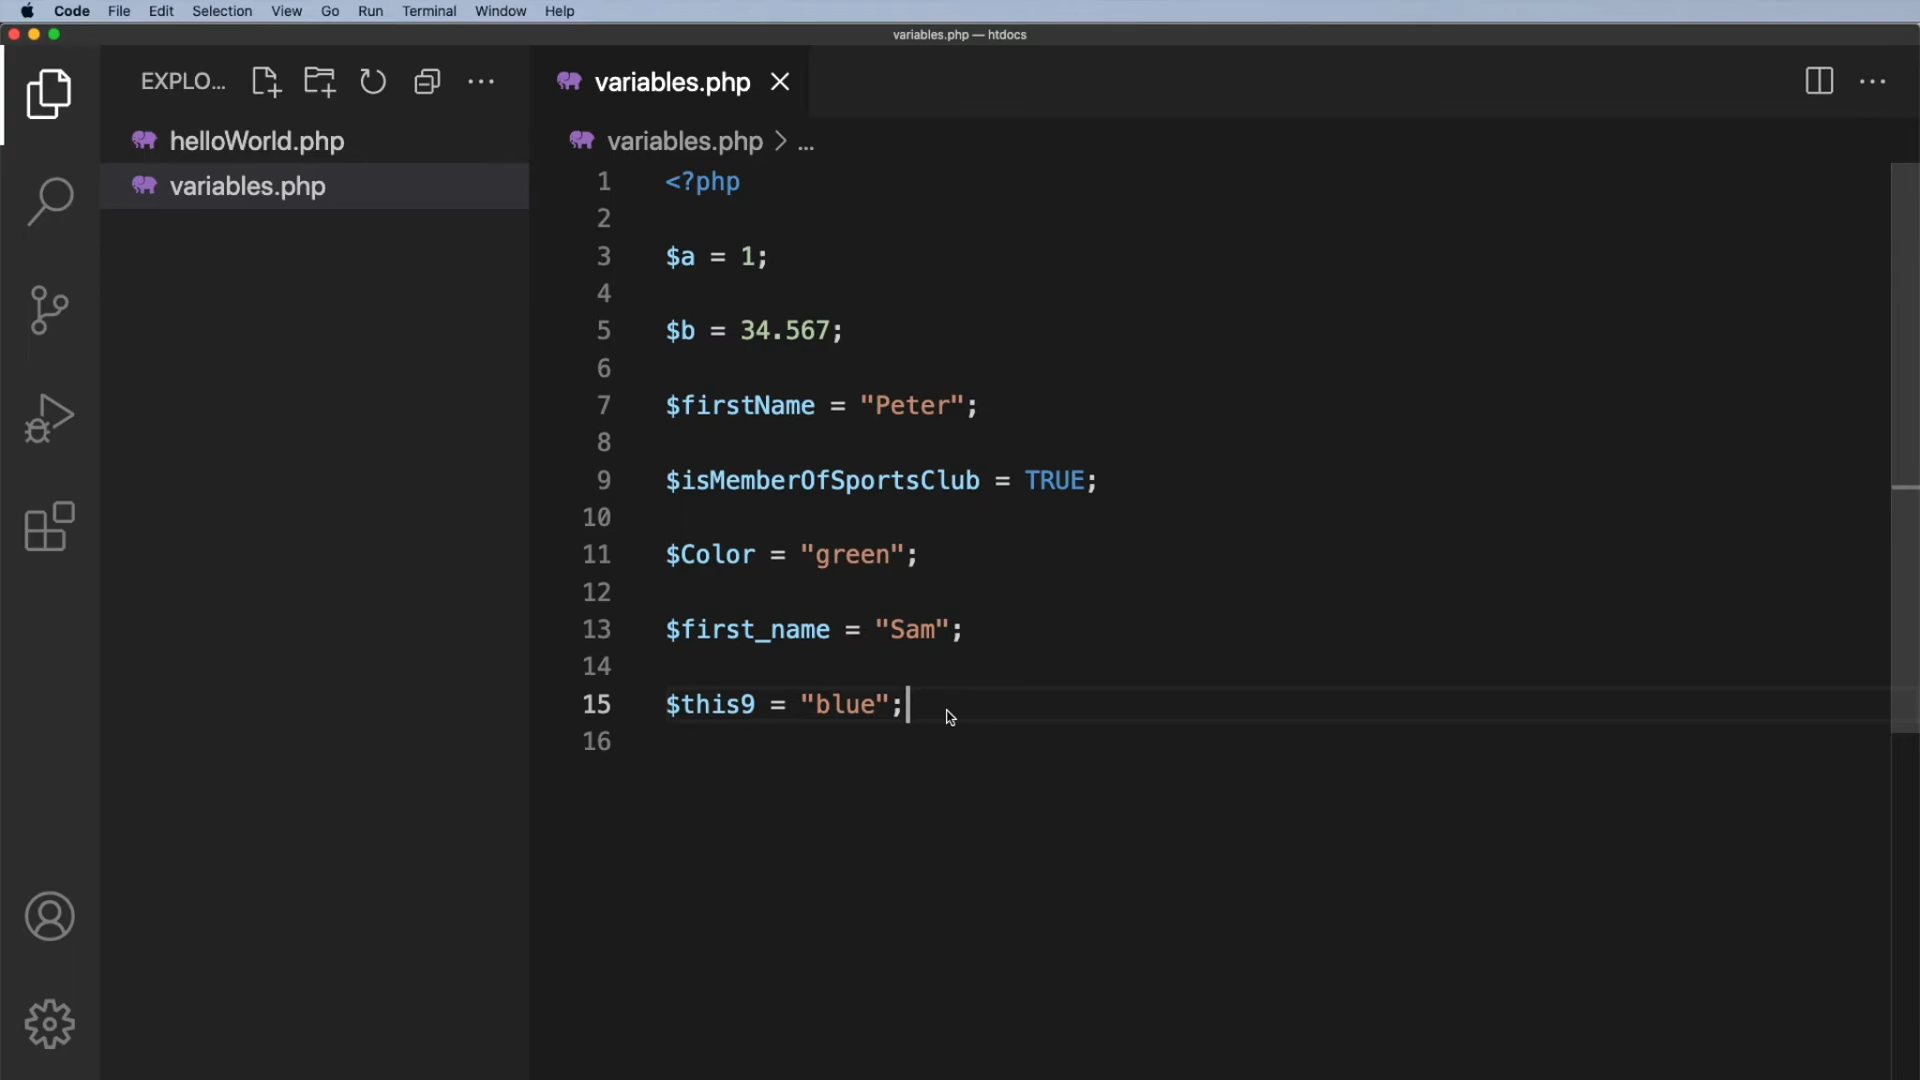 Code File Edit Selection View Go Run Terminal Window Help
variables.php — htdocs
EXPLO...
helloWorld.php
variables.php
variables.php
variables.php > ...
1 <?php
2
3 $a = 1;
4
5 $b = 34.567;
6
7 $firstName = "Peter";
8
9 $isMemberOfSportsClub = TRUE;
10
11 $Color = "green";
12
13 $first_name = "Sam";
14
15 $this9 = "blue";
16